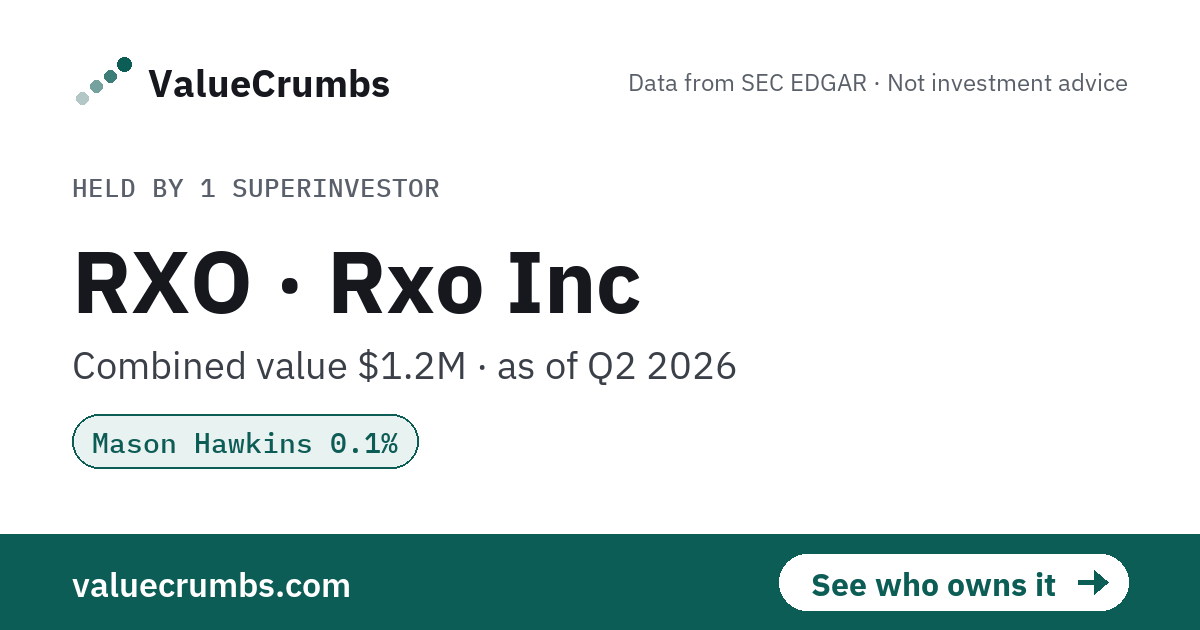 ValueCrumbs
Data from SEC EDGAR · Not investment advice
HELD BY 1 SUPERINVESTOR
RXO · Rxo Inc
Combined value $1.2M · as of Q2 2026
Mason Hawkins 0.1%
valuecrumbs.com
See who owns it →